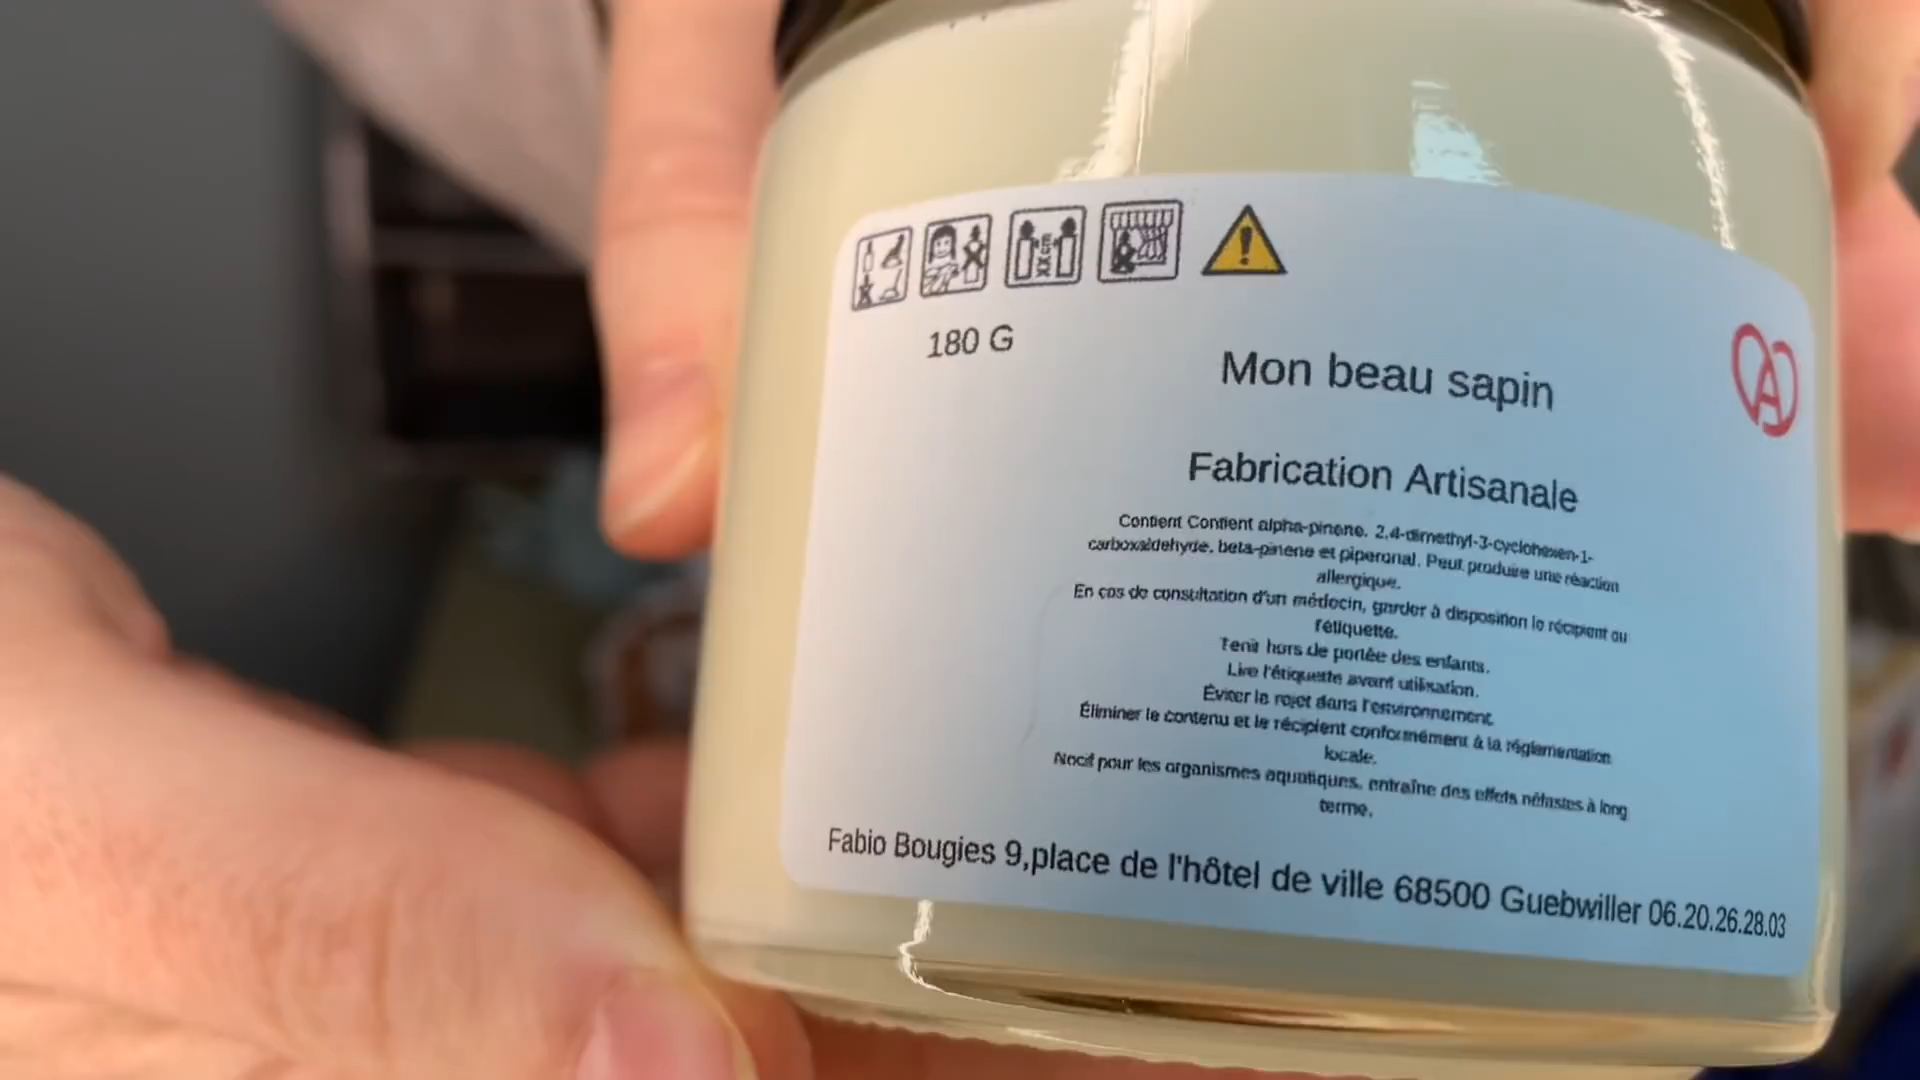 XX cm
180 G
Mon beau sapin
A
Fabrication Artisanale
Contient Contient alpha-pinene. 2,4-dimethyl-3-cyclohexen-1-
carboxaldehyde. beta-pinene et piperonal. Peut produire une réaction
allergique.
En cas de consultation d'un médecin, garder à disposition le récipient ou
l'étiquette.
Tenir hors de portée des enfants.
Lire l'étiquette avant utilisation.
Éviter le rejet dans l'environnement.
Éliminer le contenu et le récipient conformément à la réglementation
locale.
Nocif pour les organismes aquatiques, entraîne des effets néfastes à long
terme.
Fabio Bougies 9,place de l'hôtel de ville 68500 Guebwiller 06.20.26.28.03